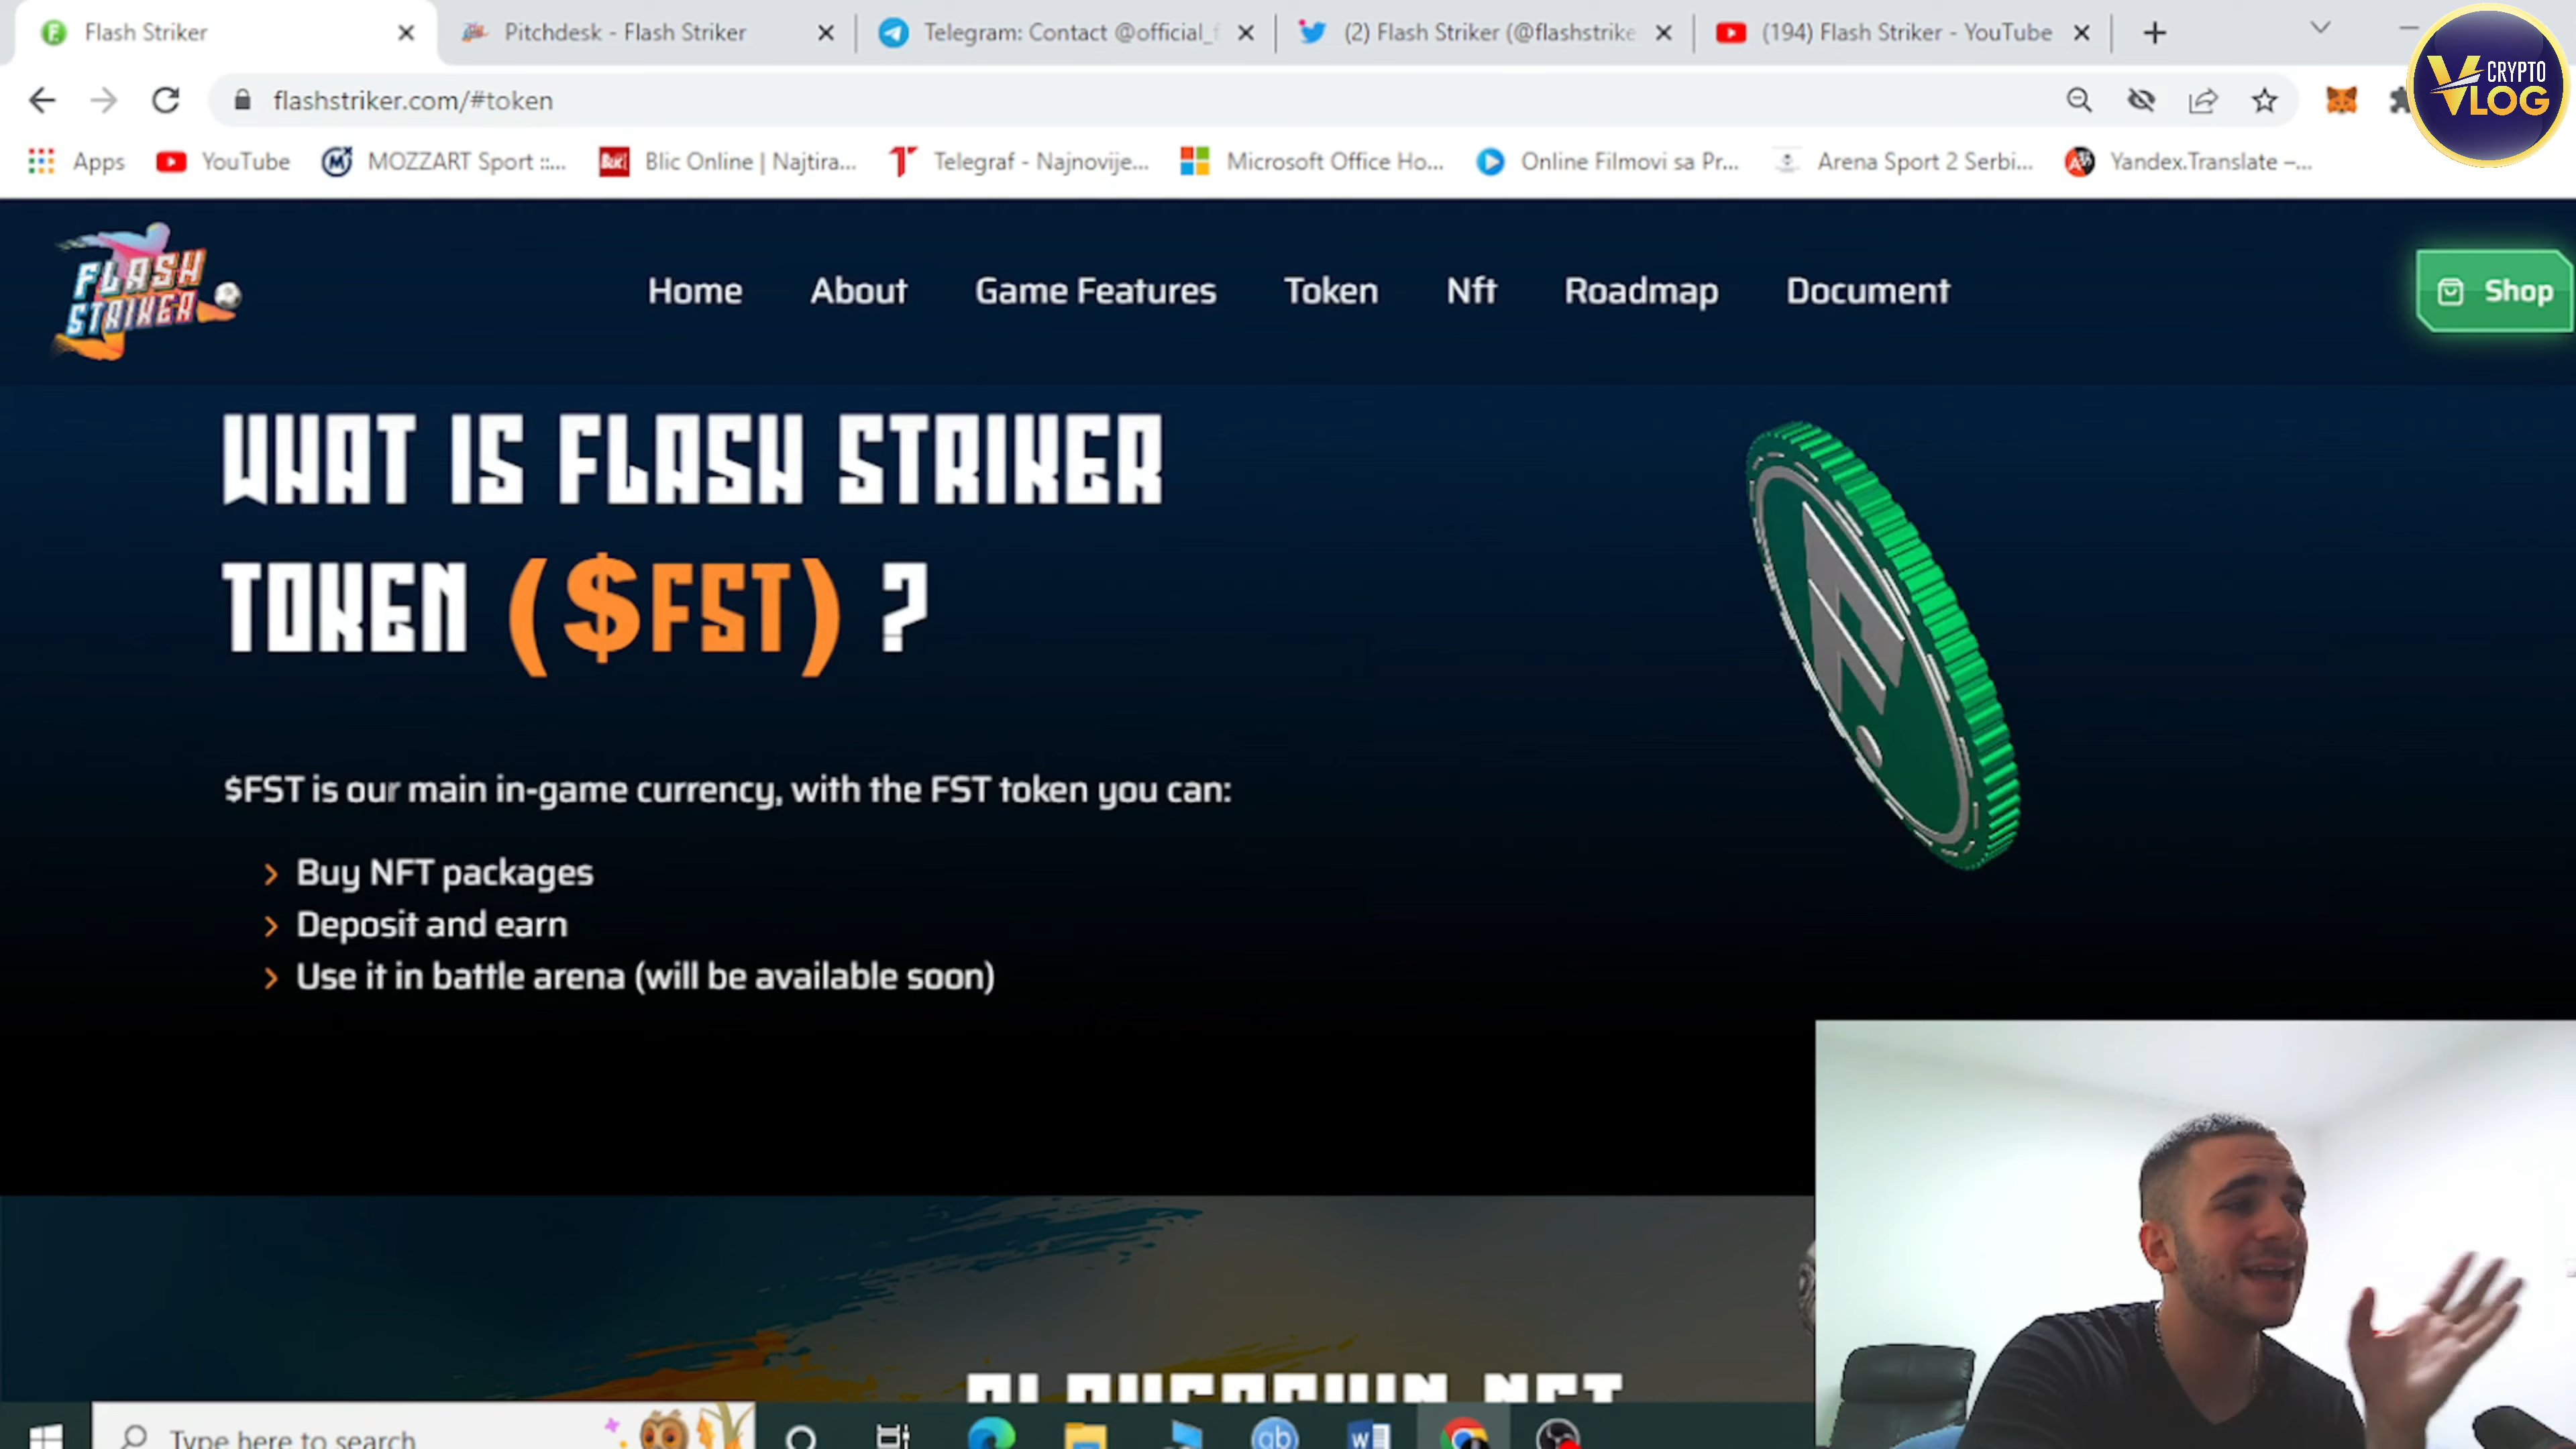 Flash Striker
Pitchdesk - Flash Striker
Telegram: Contact @official_f
(2) Flash Striker (@flashstrike
(194) Flash Striker - YouTube
CRYPTO
VLOG
flashstriker.com/#token
Apps
YouTube
MOZZART Sport ::...
Blic Online | Najtira...
Telegraf - Najnovije...
Microsoft Office Ho...
Online Filmovi sa Pr...
Arena Sport 2 Serbi...
Yandex.Translate –...
FLASH
STRIKER
Home
About
Game Features
Token
Nft
Roadmap
Document
Shop
WHAT IS FLASH STRIKER
TOKEN ($FST) ?
$FST is our main in-game currency, with the FST token you can:
Buy NFT packages
Deposit and earn
Use it in battle arena (will be available soon)
NFT
Type here to search